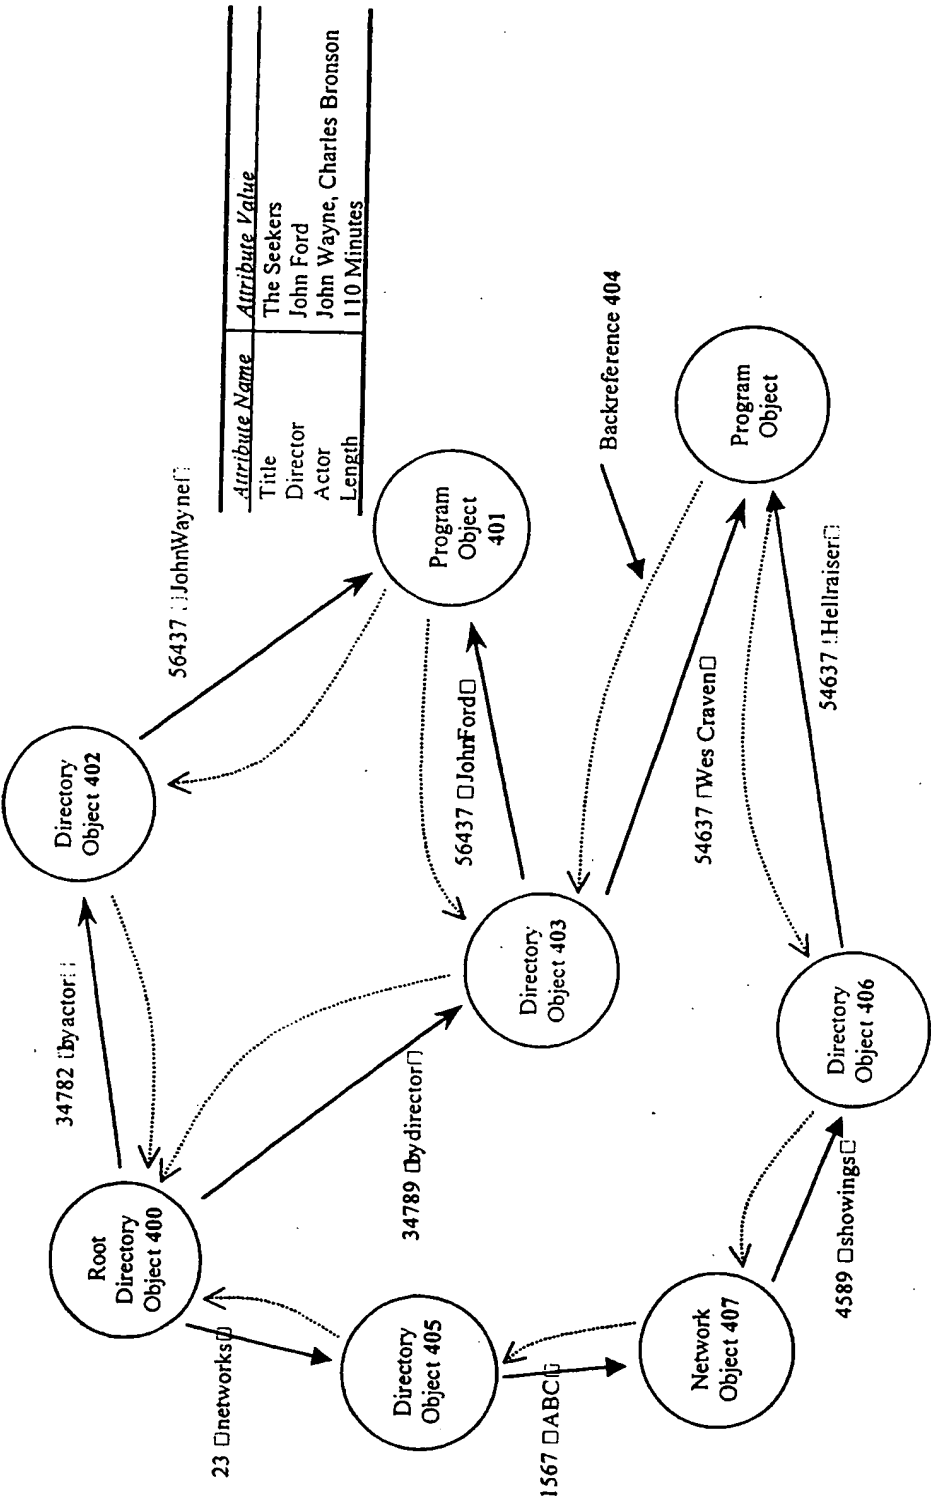 Attribute Name Attribute Value
Title The Seekers
Director John Ford
Actor John Wayne, Charles Bronson
Length 110 Minutes
56437 □JohnWayne□
Directory
Object 402
34782 □byactor□
Root
Directory
Object 400
Program
Object
401
56437 □JohnFord□
Directory
Object 403
34789 □bydirector□
23 □networks□
Directory
Object 405
1567 □ABC□
Backreference 404
Program
Object
54637 □Wes Craven□
54637 □Hellraiser□
Directory
Object 406
4589 □showings□
Network
Object 407